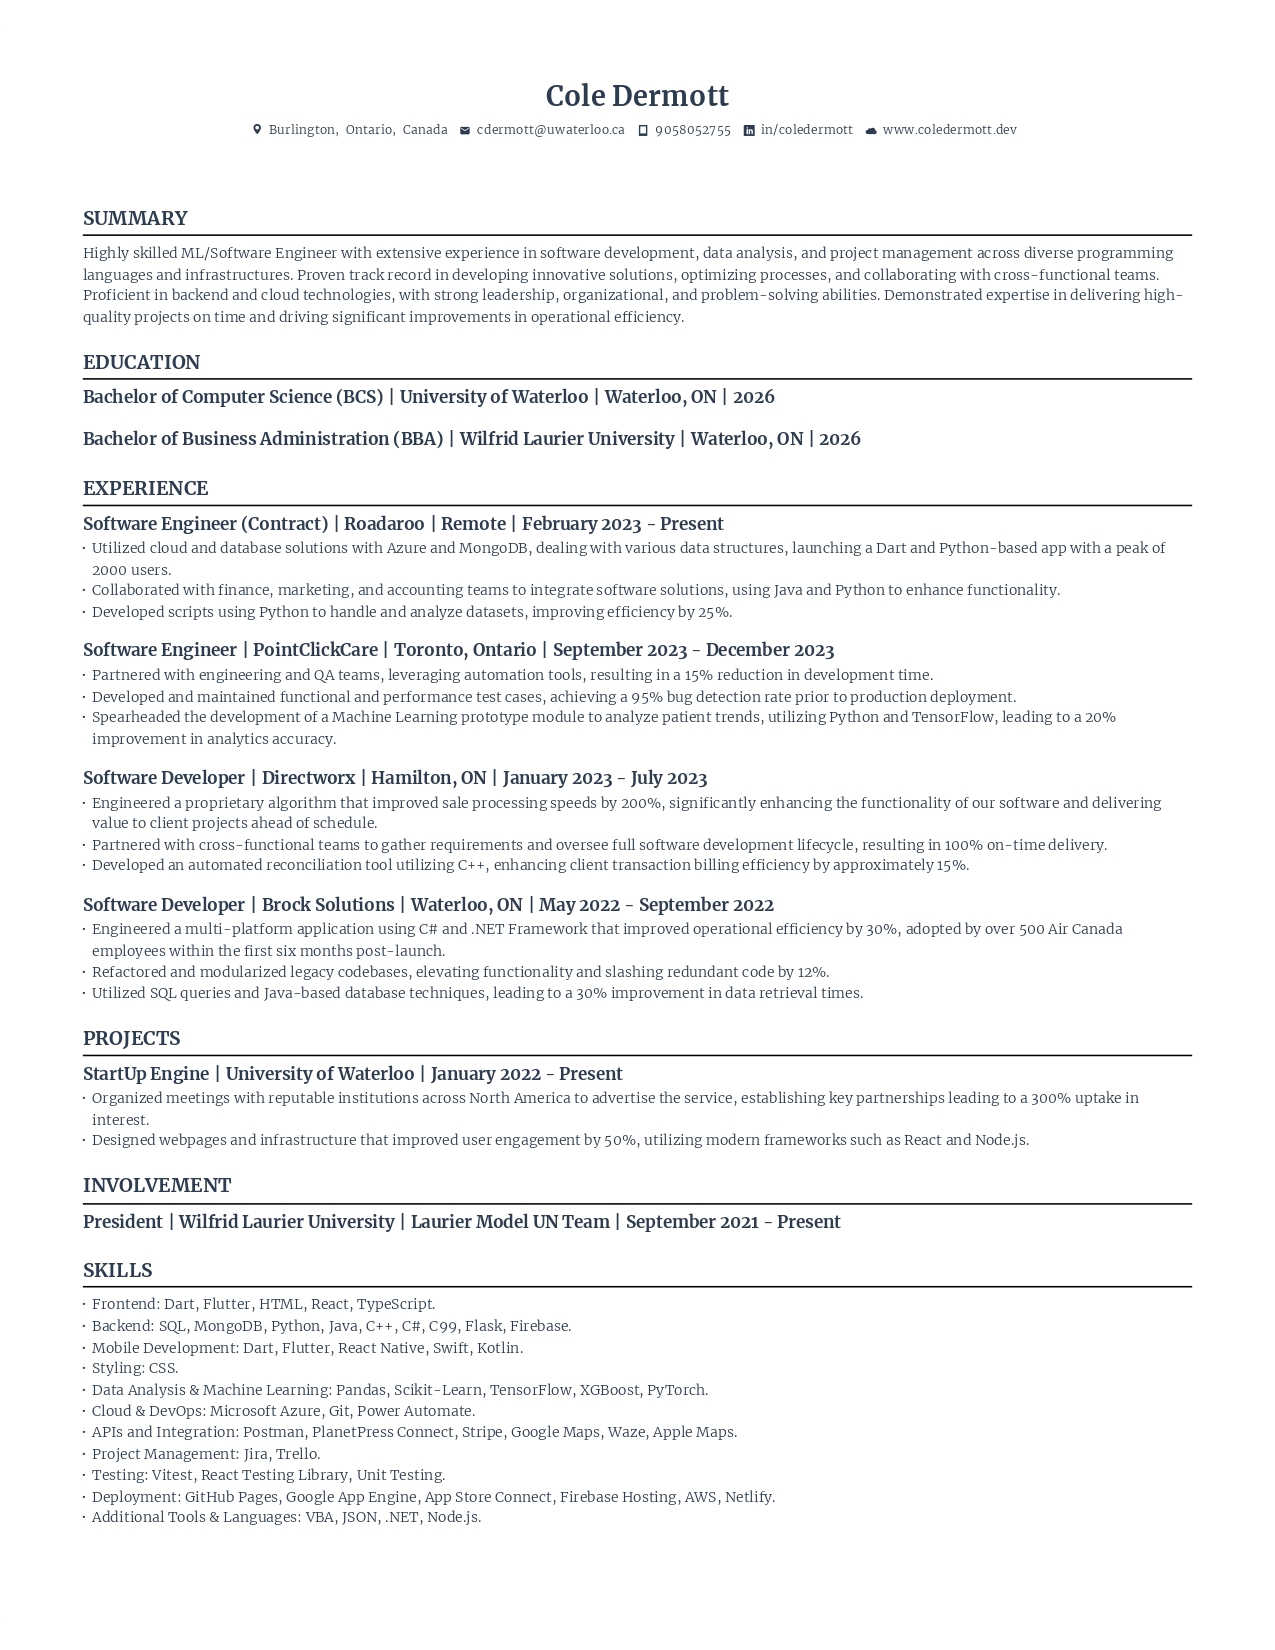 Cole Dermott
Burlington, Ontario, Canada cdermott@uwaterloo.ca 9058052755 in/coledermott www.coledermott.dev
SUMMARY
Highly skilled ML/Software Engineer with extensive experience in software development, data analysis, and project management across diverse programming
languages and infrastructures. Proven track record in developing innovative solutions, optimizing processes, and collaborating with cross-functional teams.
Proficient in backend and cloud technologies, with strong leadership, organizational, and problem-solving abilities. Demonstrated expertise in delivering high-
quality projects on time and driving significant improvements in operational efficiency.
EDUCATION
Bachelor of Computer Science (BCS) | University of Waterloo | Waterloo, ON | 2026
Bachelor of Business Administration (BBA) | Wilfrid Laurier University | Waterloo, ON | 2026
EXPERIENCE
Software Engineer (Contract) | Roadaroo | Remote | February 2023 - Present
· Utilized cloud and database solutions with Azure and MongoDB, dealing with various data structures, launching a Dart and Python-based app with a peak of
2000 users.
· Collaborated with finance, marketing, and accounting teams to integrate software solutions, using Java and Python to enhance functionality.
· Developed scripts using Python to handle and analyze datasets, improving efficiency by 25%.
Software Engineer | PointClickCare | Toronto, Ontario | September 2023 - December 2023
· Partnered with engineering and QA teams, leveraging automation tools, resulting in a 15% reduction in development time.
· Developed and maintained functional and performance test cases, achieving a 95% bug detection rate prior to production deployment.
· Spearheaded the development of a Machine Learning prototype module to analyze patient trends, utilizing Python and TensorFlow, leading to a 20%
improvement in analytics accuracy.
Software Developer | Directworx | Hamilton, ON | January 2023 - July 2023
· Engineered a proprietary algorithm that improved sale processing speeds by 200%, significantly enhancing the functionality of our software and delivering
value to client projects ahead of schedule.
· Partnered with cross-functional teams to gather requirements and oversee full software development lifecycle, resulting in 100% on-time delivery.
· Developed an automated reconciliation tool utilizing C++, enhancing client transaction billing efficiency by approximately 15%.
Software Developer | Brock Solutions | Waterloo, ON | May 2022 - September 2022
· Engineered a multi-platform application using C# and .NET Framework that improved operational efficiency by 30%, adopted by over 500 Air Canada
employees within the first six months post-launch.
· Refactored and modularized legacy codebases, elevating functionality and slashing redundant code by 12%.
· Utilized SQL queries and Java-based database techniques, leading to a 30% improvement in data retrieval times.
PROJECTS
StartUp Engine | University of Waterloo | January 2022 - Present
· Organized meetings with reputable institutions across North America to advertise the service, establishing key partnerships leading to a 300% uptake in
interest.
· Designed webpages and infrastructure that improved user engagement by 50%, utilizing modern frameworks such as React and Node.js.
INVOLVEMENT
President | Wilfrid Laurier University | Laurier Model UN Team | September 2021 - Present
SKILLS
· Frontend: Dart, Flutter, HTML, React, TypeScript.
· Backend: SQL, MongoDB, Python, Java, C++, C#, C99, Flask, Firebase.
· Mobile Development: Dart, Flutter, React Native, Swift, Kotlin.
· Styling: CSS.
· Data Analysis & Machine Learning: Pandas, Scikit-Learn, TensorFlow, XGBoost, PyTorch.
· Cloud & DevOps: Microsoft Azure, Git, Power Automate.
· APIs and Integration: Postman, PlanetPress Connect, Stripe, Google Maps, Waze, Apple Maps.
· Project Management: Jira, Trello.
· Testing: Vitest, React Testing Library, Unit Testing.
· Deployment: GitHub Pages, Google App Engine, App Store Connect, Firebase Hosting, AWS, Netlify.
· Additional Tools & Languages: VBA, JSON, .NET, Node.js.